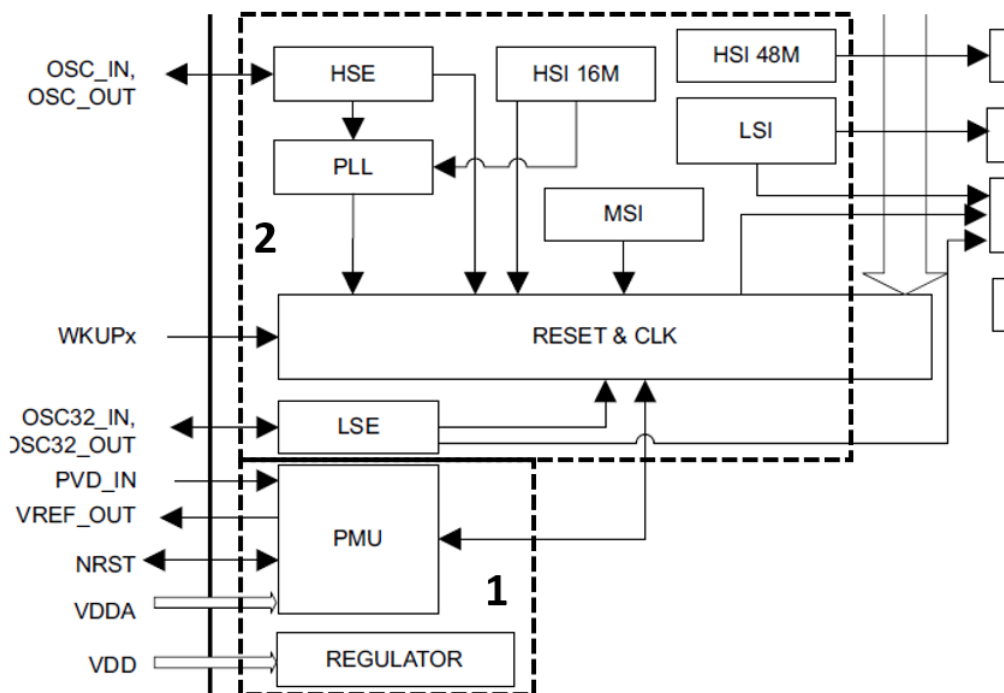 OSC_IN,
OSC_OUT
HSE
HSI 16M
HSI 48M
LSI
PLL
MSI
2
WKUPx
RESET & CLK
OSC32_IN,
OSC32_OUT
LSE
PVD_IN
VREF_OUT
PMU
NRST
1
VDDA
VDD
REGULATOR